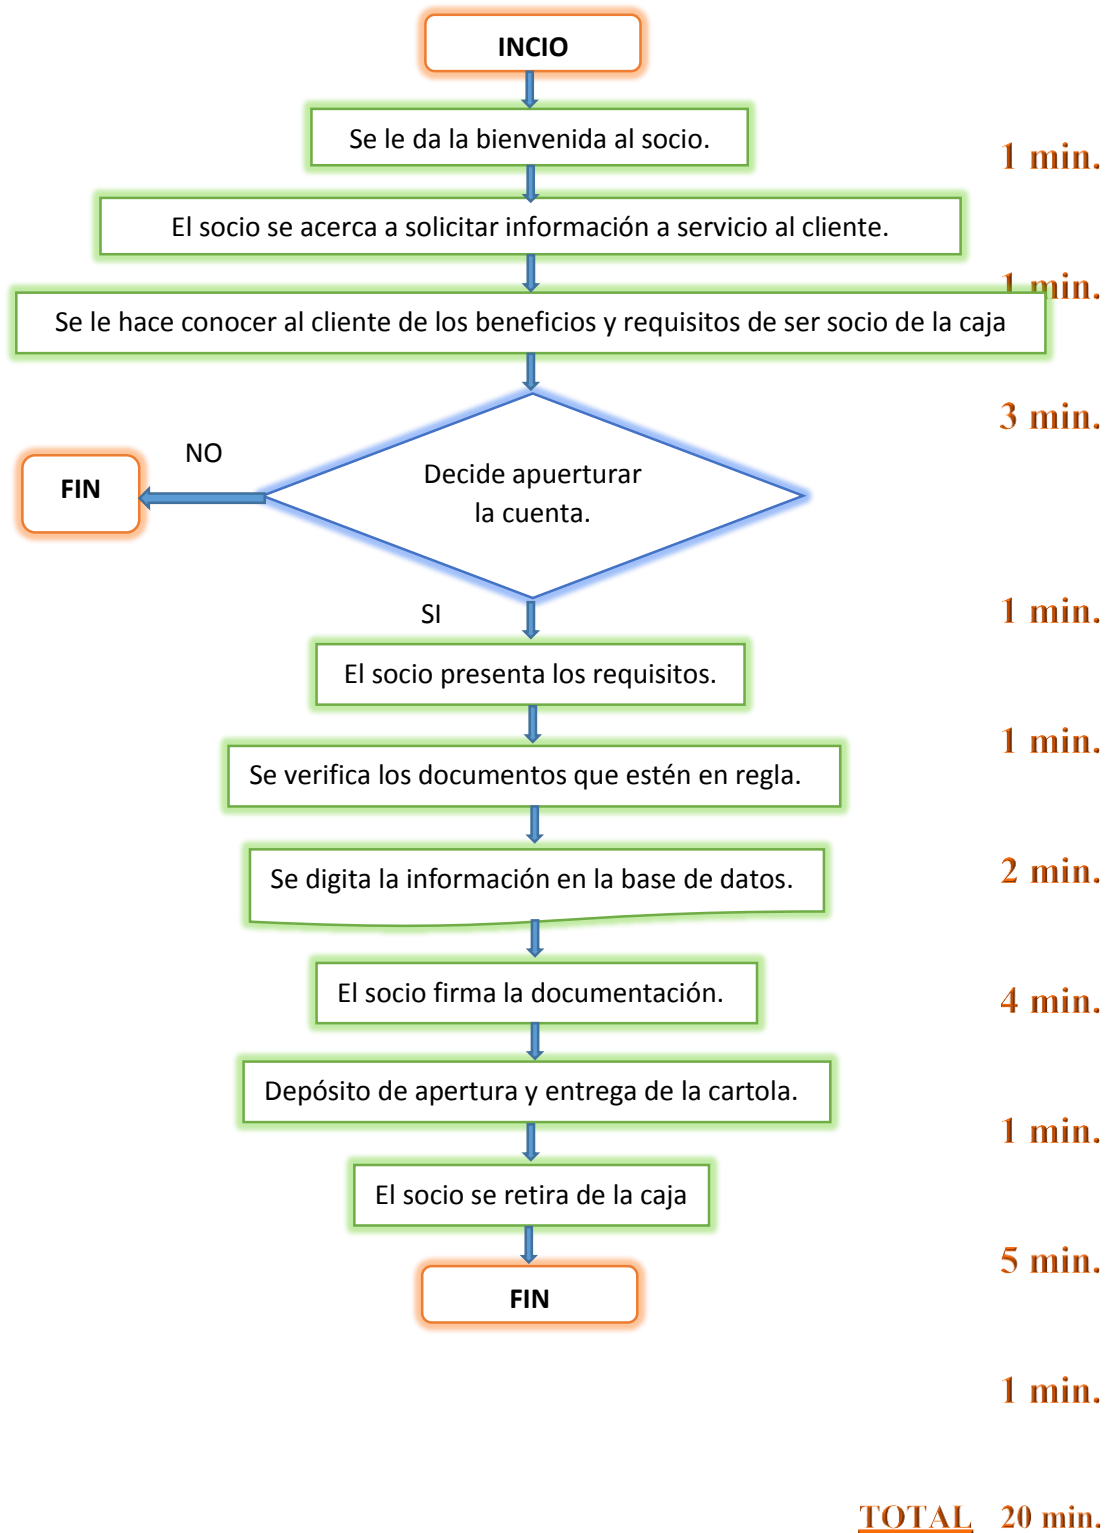 INCIO
Se le da la bienvenida al socio.
1 min.
El socio se acerca a solicitar información a servicio al cliente.
1 min.
Se le hace conocer al cliente de los beneficios y requisitos de ser socio de la caja
3 min.
NO
FIN
Decide apuerturar
la cuenta.
SI
1 min.
El socio presenta los requisitos.
1 min.
Se verifica los documentos que estén en regla.
2 min.
Se digita la información en la base de datos.
El socio firma la documentación.
4 min.
Depósito de apertura y entrega de la cartola.
1 min.
El socio se retira de la caja
5 min.
FIN
1 min.
TOTAL 20 min.